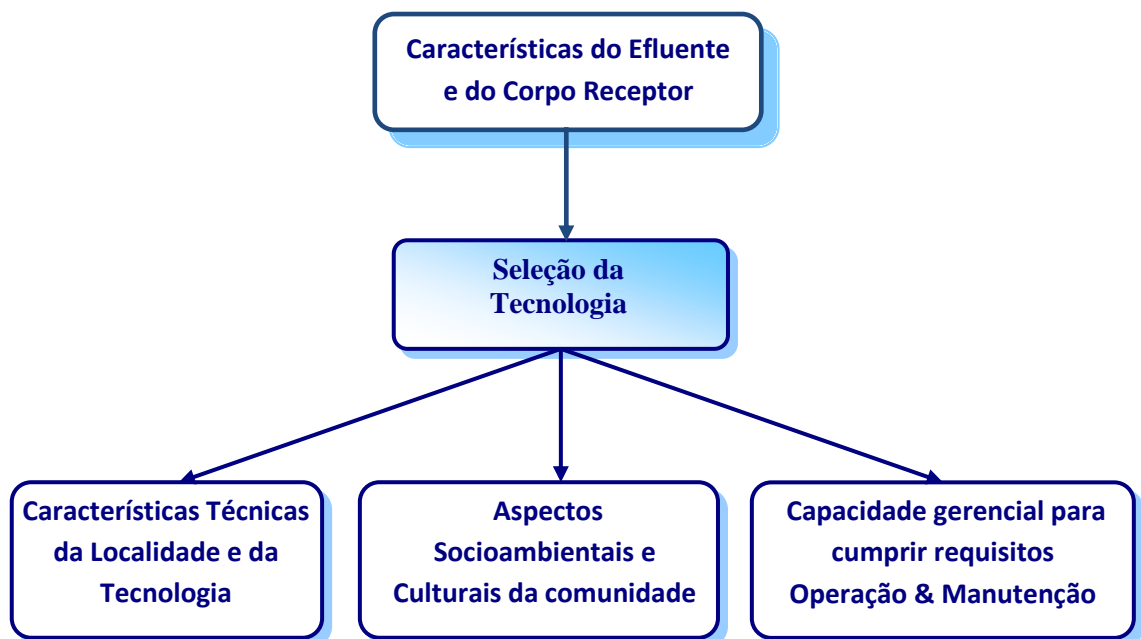 Características do Efluente
e do Corpo Receptor
Seleção da
Tecnologia
Características Técnicas
da Localidade e da
Tecnologia
Aspectos
Socioambientais e
Culturais da comunidade
Capacidade gerencial para
cumprir requisitos
Operação & Manutenção